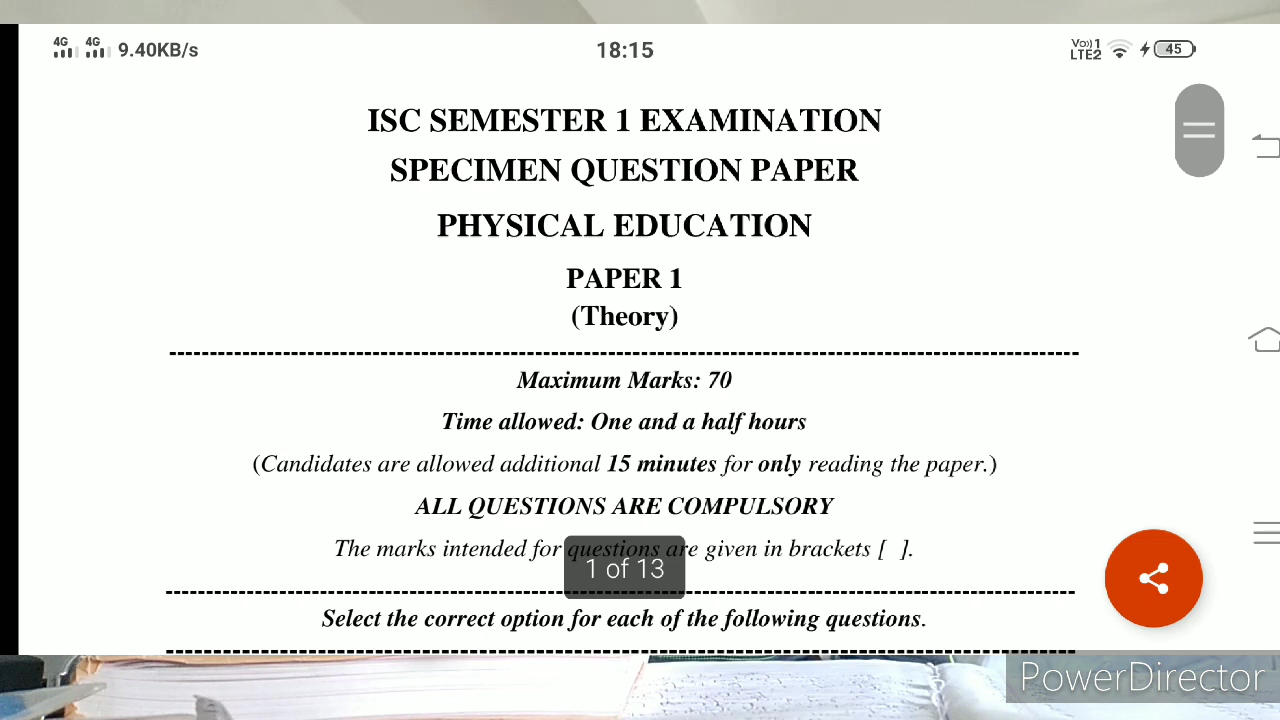 4G 4G 9.40KB/s 18:15 Vo))1 LTE2 45
ISC SEMESTER 1 EXAMINATION
SPECIMEN QUESTION PAPER
PHYSICAL EDUCATION
PAPER 1
(Theory)
Maximum Marks: 70
Time allowed: One and a half hours
(Candidates are allowed additional 15 minutes for only reading the paper.)
ALL QUESTIONS ARE COMPULSORY
The marks intended for questions are given in brackets [ ].
1 of 13
Select the correct option for each of the following questions.
PowerDirector